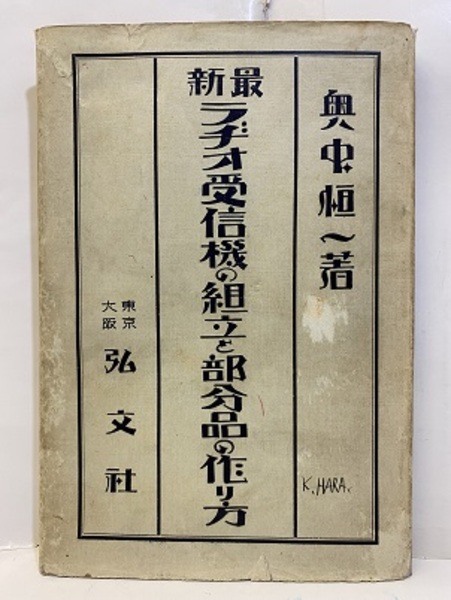 奥中恒一著
最新
ラヂオ受信機の組立と部分品の作り方
東京
大阪
弘文社
K. HARA.